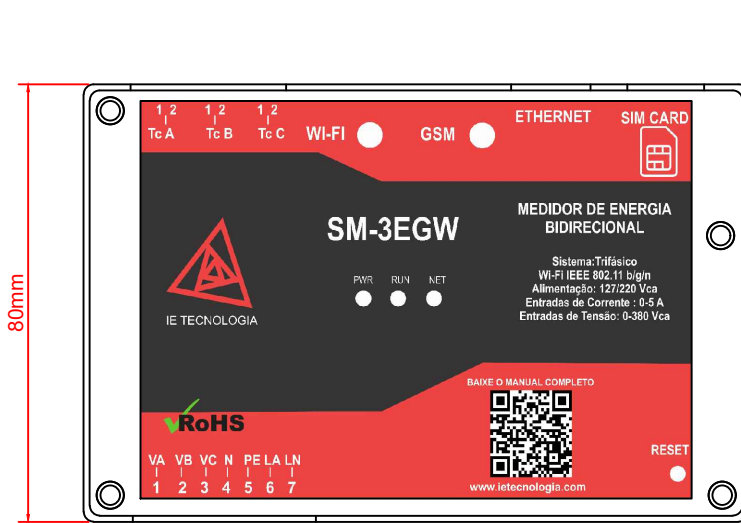 1 2 1 2 1 2
Tc A Tc B Tc C
WI-FI GSM
ETHERNET
SIM CARD
80mm
SM-3EGW
PWR RUN NET
IE TECNOLOGIA
MEDIDOR DE ENERGIA
BIDIRECIONAL
Sistema:Trifásico
Wi-Fi IEEE 802.11 b/g/n
Alimentação: 127/220 Vca
Entradas de Corrente : 0-5 A
Entradas de Tensão: 0-380 Vca
BAIXE O MANUAL COMPLETO
www.ietecnologia.com
RoHS
VA VB VC N PE LA LN
1 2 3 4 5 6 7
RESET